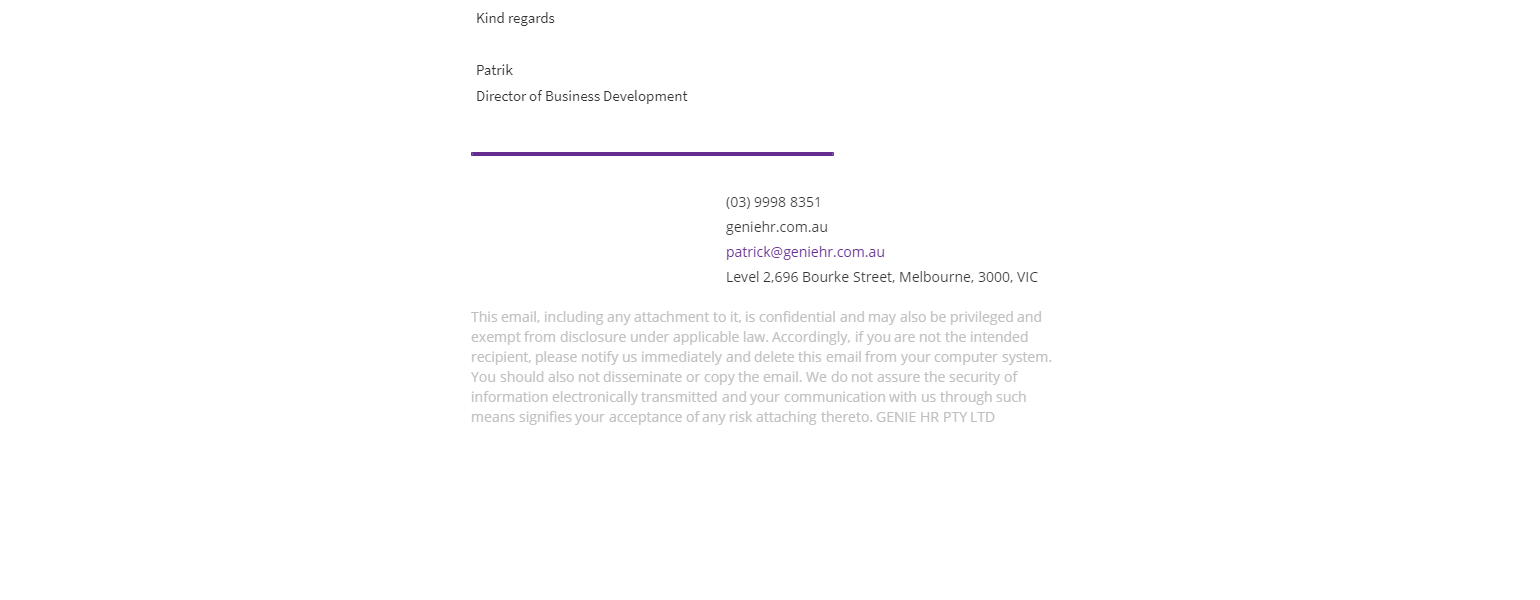 Kind regards
Patrik
Director of Business Development
(03) 9998 8351
geniehr.com.au
patrick@geniehr.com.au
Level 2,696 Bourke Street, Melbourne, 3000, VIC
This email, including any attachment to it, is confidential and may also be privileged and
exempt from disclosure under applicable law. Accordingly, if you are not the intended
recipient, please notify us immediately and delete this email from your computer system.
You should also not disseminate or copy the email. We do not assure the security of
information electronically transmitted and your communication with us through such
means signifies your acceptance of any risk attaching thereto. GENIE HR PTY LTD